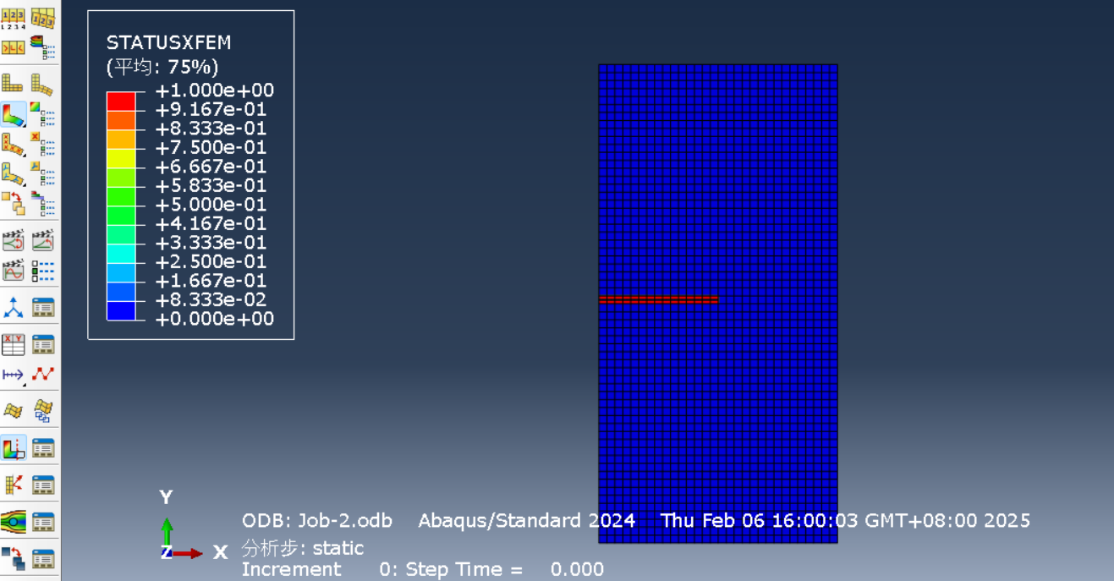 STATUSXFEM
(平均: 75%)
+1.000e+00
+9.167e-01
+8.333e-01
+7.500e-01
+6.667e-01
+5.833e-01
+5.000e-01
+4.167e-01
+3.333e-01
+2.500e-01
+1.667e-01
+8.333e-02
+0.000e+00
Y
Z X
ODB: Job-2.odb Abaqus/Standard 2024 Thu Feb 06 16:00:03 GMT+08:00 2025
分析步: static
Increment 0: Step Time = 0.000